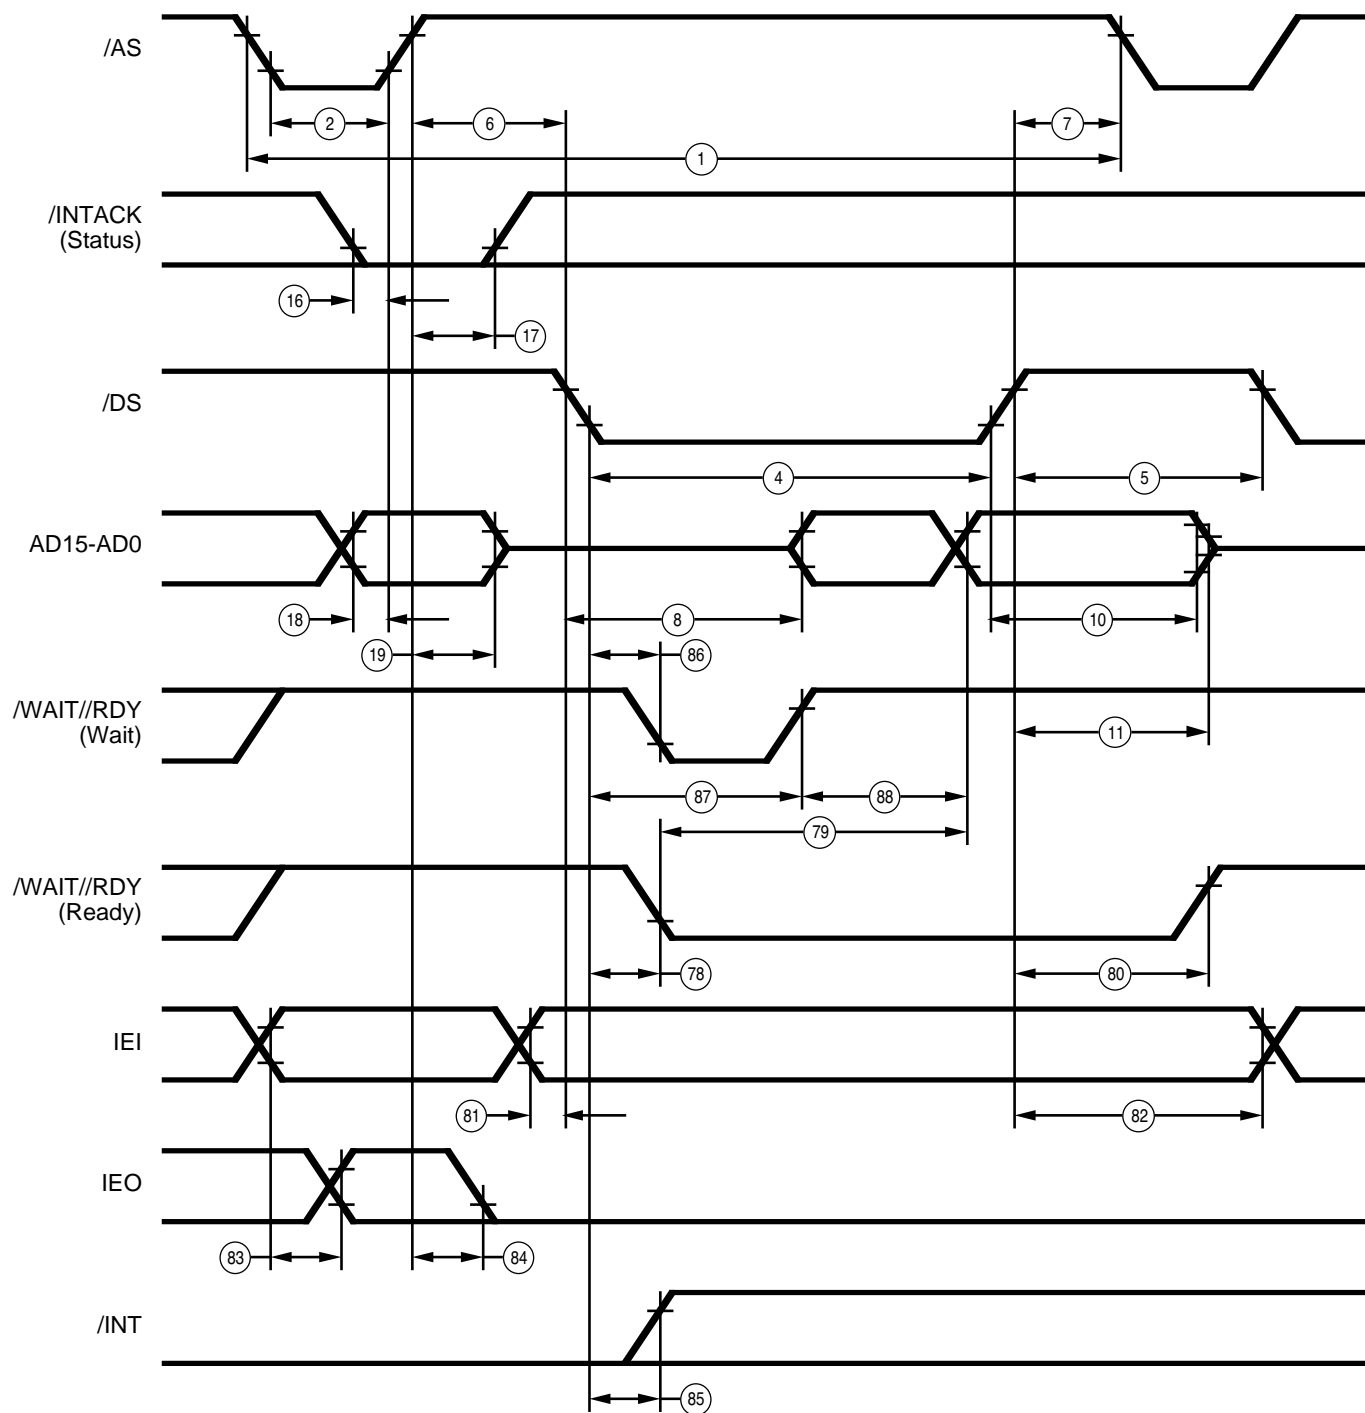 /AS
2
6
7
1
/INTACK
(Status)
16
17
/DS
4
5
AD15-AD0
18
8
10
19
86
/WAIT//RDY
(Wait)
11
87
88
79
/WAIT//RDY
(Ready)
78
80
IEI
81
82
IEO
83
84
/INT
85